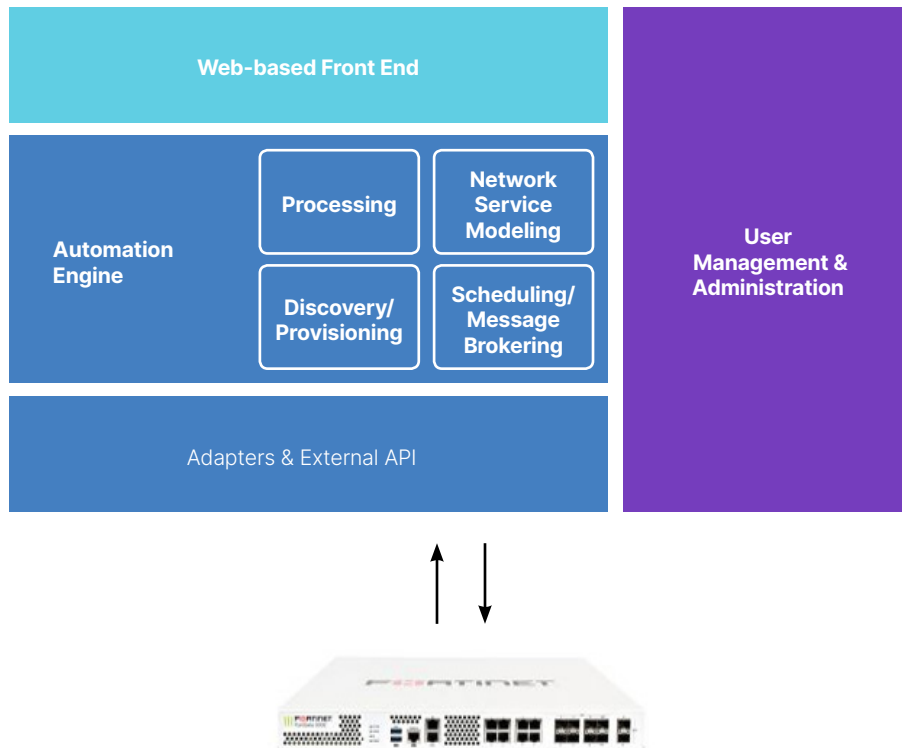 Web-based Front End
Automation
Engine
Processing
Network
Service
Modeling
Discovery/
Provisioning
Scheduling/
Message
Brokering
User
Management &
Administration
Adapters & External API
FORTINET
FORTINET